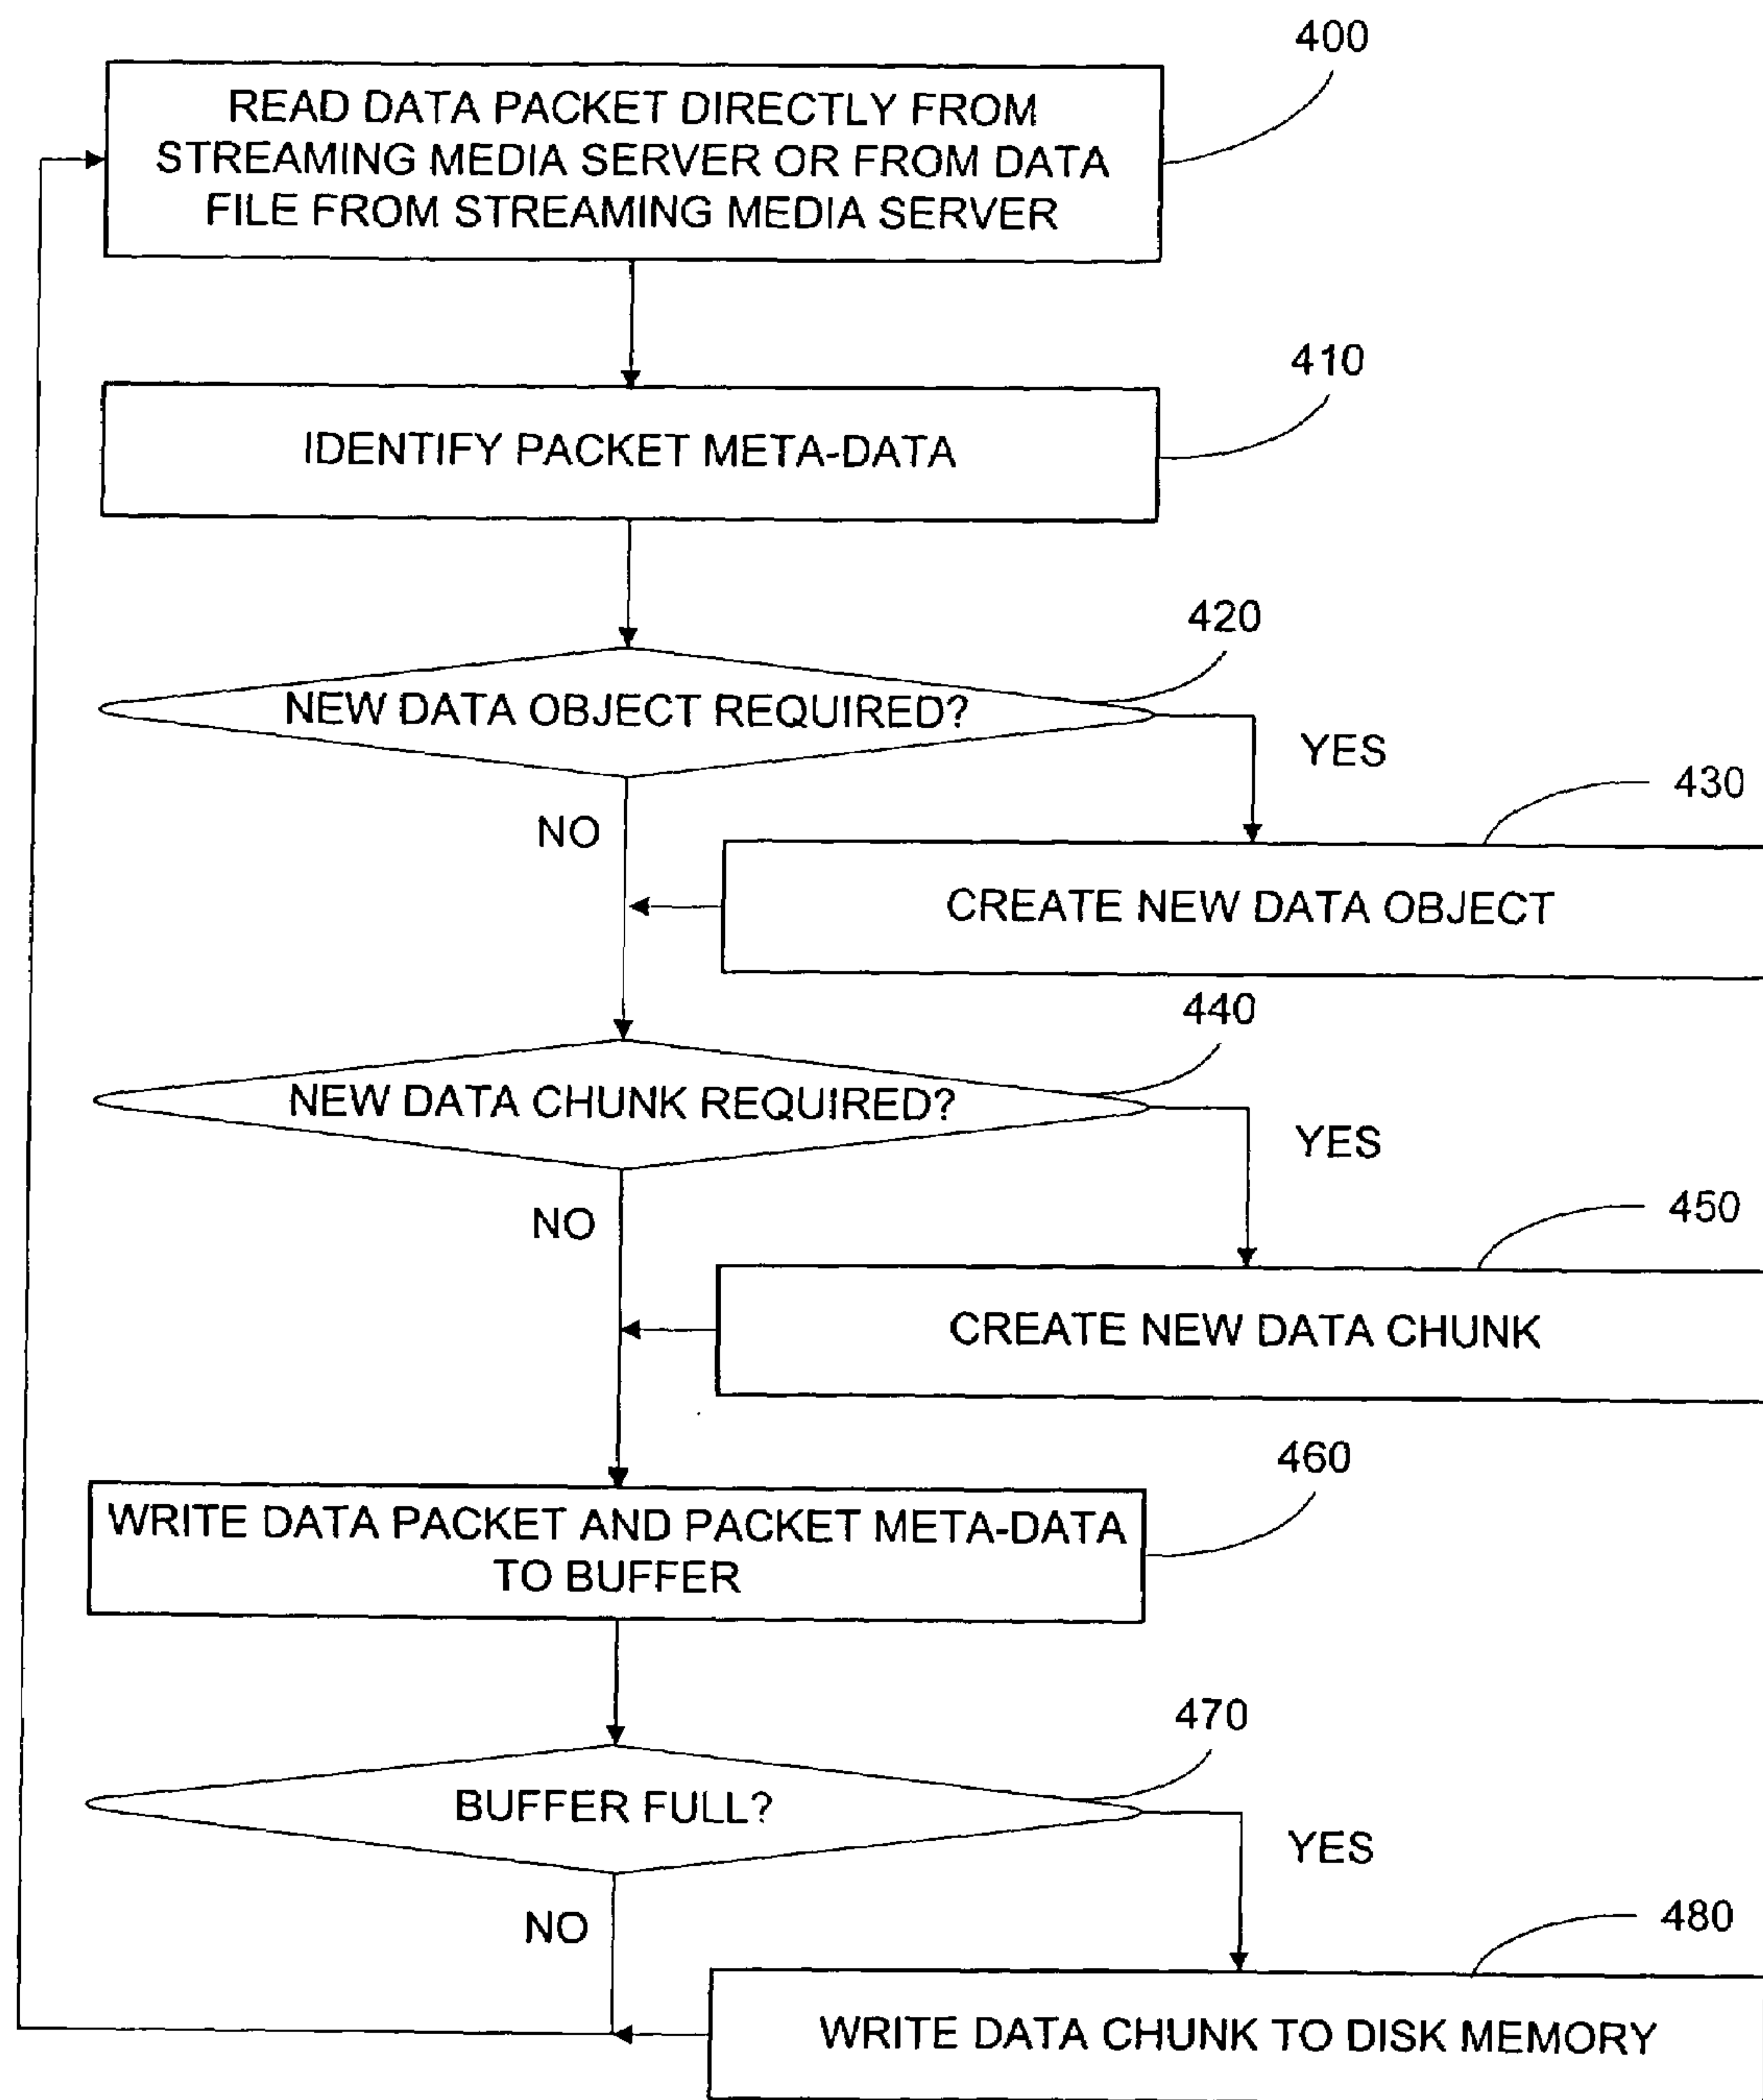 400
READ DATA PACKET DIRECTLY FROM
STREAMING MEDIA SERVER OR FROM DATA
FILE FROM STREAMING MEDIA SERVER
410
IDENTIFY PACKET META-DATA
420
NEW DATA OBJECT REQUIRED?
YES
430
NO
CREATE NEW DATA OBJECT
440
NEW DATA CHUNK REQUIRED?
YES
450
NO
CREATE NEW DATA CHUNK
460
WRITE DATA PACKET AND PACKET META-DATA
TO BUFFER
470
BUFFER FULL?
YES
480
NO
WRITE DATA CHUNK TO DISK MEMORY